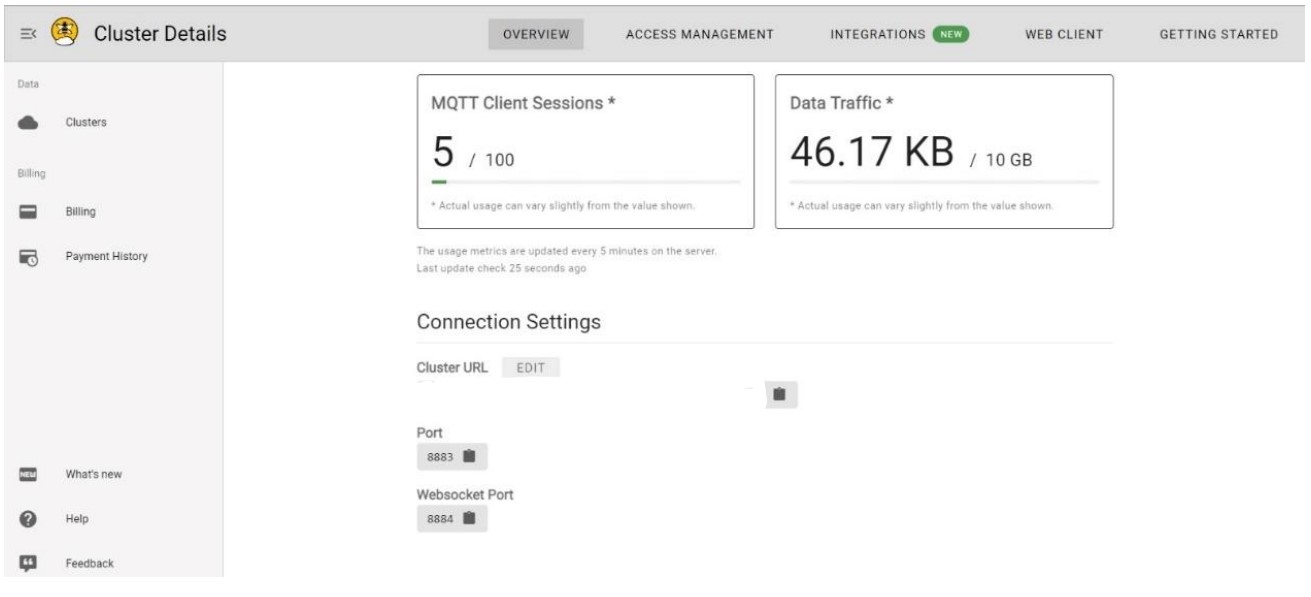 Cluster Details
OVERVIEW
ACCESS MANAGEMENT
INTEGRATIONS NEW
WEB CLIENT
GETTING STARTED
Data
Clusters
Billing
Billing
Payment History
What's new
Help
Feedback
MQTT Client Sessions *
5 / 100
* Actual usage can vary slightly from the value shown.
Data Traffic *
46.17 KB / 10 GB
* Actual usage can vary slightly from the value shown.
The usage metrics are updated every 5 minutes on the server.
Last update check 25 seconds ago
Connection Settings
Cluster URL EDIT
Port
8883
Websocket Port
8884